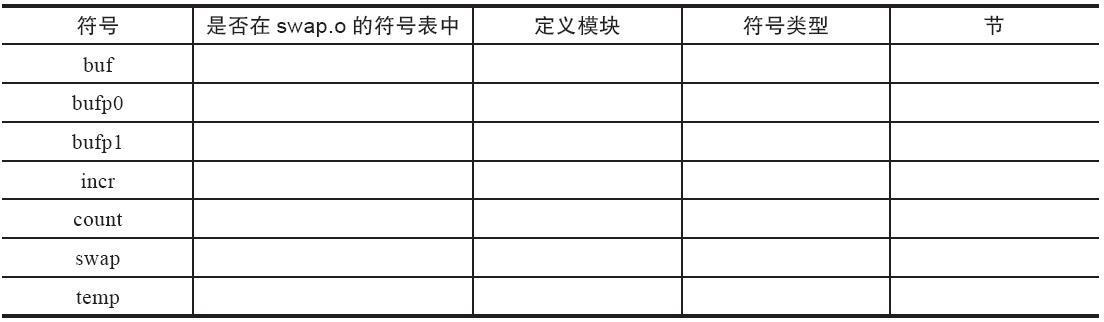 符号 是否在 swap.o 的符号表中 定义模块 符号类型 节
buf
bufp0
bufp1
incr
count
swap
temp